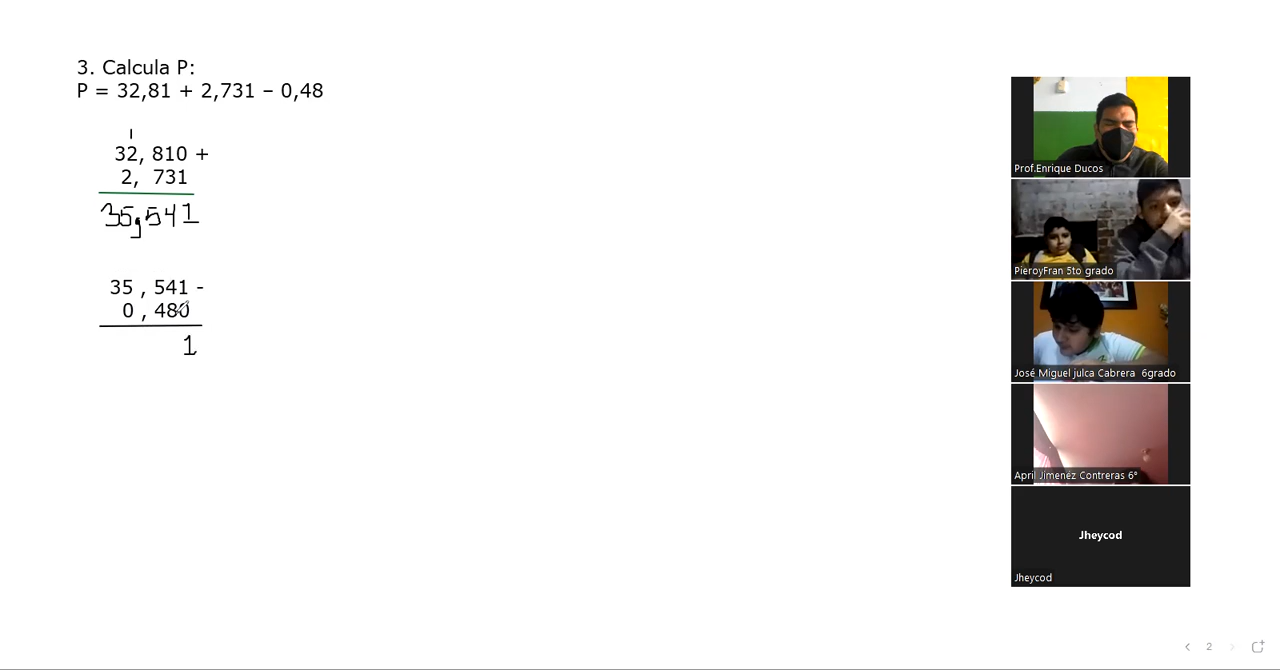 3. Calcula P:
P = 32,81 + 2,731 – 0,48
1
32, 810 +
2, 731
35,541
35 , 541 -
0 , 480
1
Prof.Enrique Ducos
PieroyFran 5to grado
José Miguel julca Cabrera 6grado
April Jimenez Contreras 6°
Jheycod
Jheycod
2